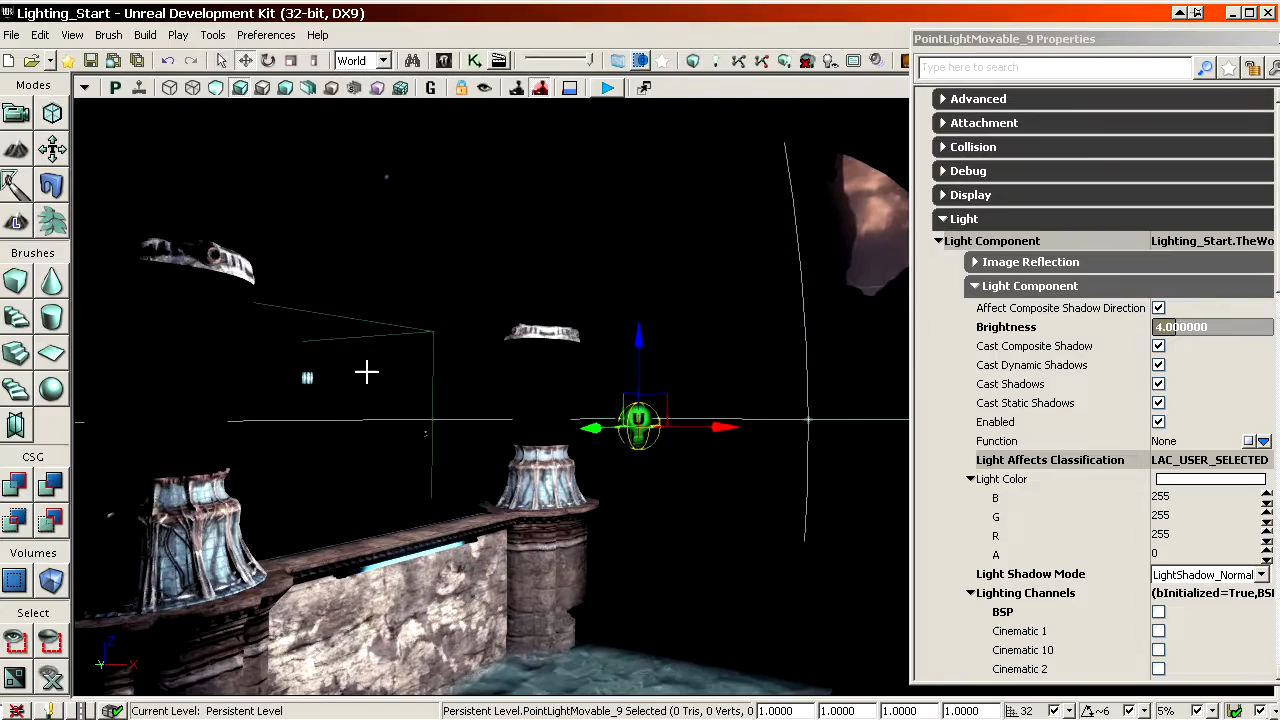 Lighting_Start - Unreal Development Kit (32-bit, DX9)
File Edit View Brush Build Play Tools Preferences Help
PointLightMovable_9 Properties
World
Type here to search
Modes
Brushes
CSG
Volumes
Select
Advanced
Attachment
Collision
Debug
Display
Light
Light Component Lighting_Start.TheWo
Image Reflection
Light Component
Affect Composite Shadow Direction
Brightness 4.000000
Cast Composite Shadow
Cast Dynamic Shadows
Cast Shadows
Cast Static Shadows
Enabled
Function None
Light Affects Classification LAC_USER_SELECTED
Light Color
B 255
G 255
R 255
A 0
Light Shadow Mode LightShadow_Normal
Lighting Channels (bInitialized=True,BSI
BSP
Cinematic 1
Cinematic 10
Cinematic 2
Z
Y X
Current Level: Persistent Level Persistent Level.PointLightMovable_9 Selected (0 Tris, 0 Verts, 0 1.0000 1.0000 1.0000 1.0000 32 ~6 5%